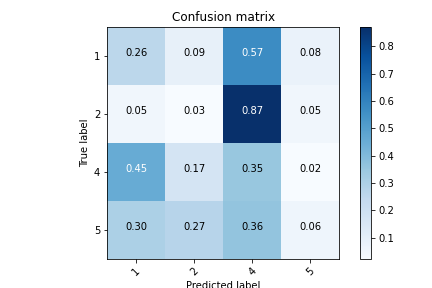 Confusion matrix
1 0.26 0.09 0.57 0.08
2 0.05 0.03 0.87 0.05
4 0.45 0.17 0.35 0.02
5 0.30 0.27 0.36 0.06
1 2 4 5
True label
Predicted label
0.8
0.7
0.6
0.5
0.4
0.3
0.2
0.1